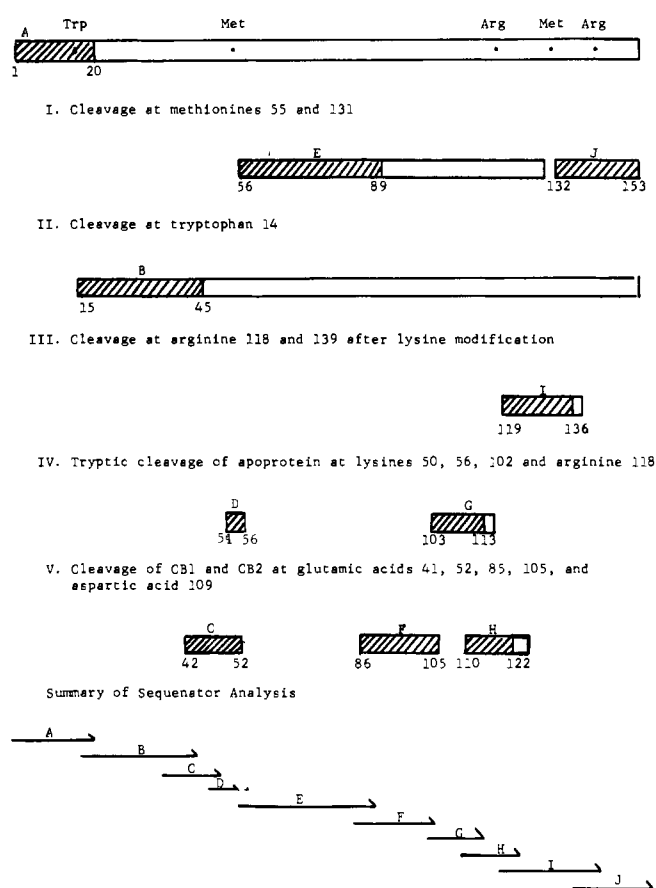 Trp Met Arg Met Arg
A
1 20
I. Cleavage at methionines 55 and 131
E J
56 89 132 153
II. Cleavage at tryptophan 14
B
15 45
III. Cleavage at arginine 118 and 139 after lysine modification
I
119 136
IV. Tryptic cleavage of apoprotein at lysines 50, 56, 102 and arginine 118
D G
51 56 103 113
V. Cleavage of CB1 and CB2 at glutamic acids 41, 52, 85, 105, and
aspartic acid 109
C F H
42 52 86 105 110 122
Summary of Sequenator Analysis
A
B
C
D
E
F
G
H
I
J